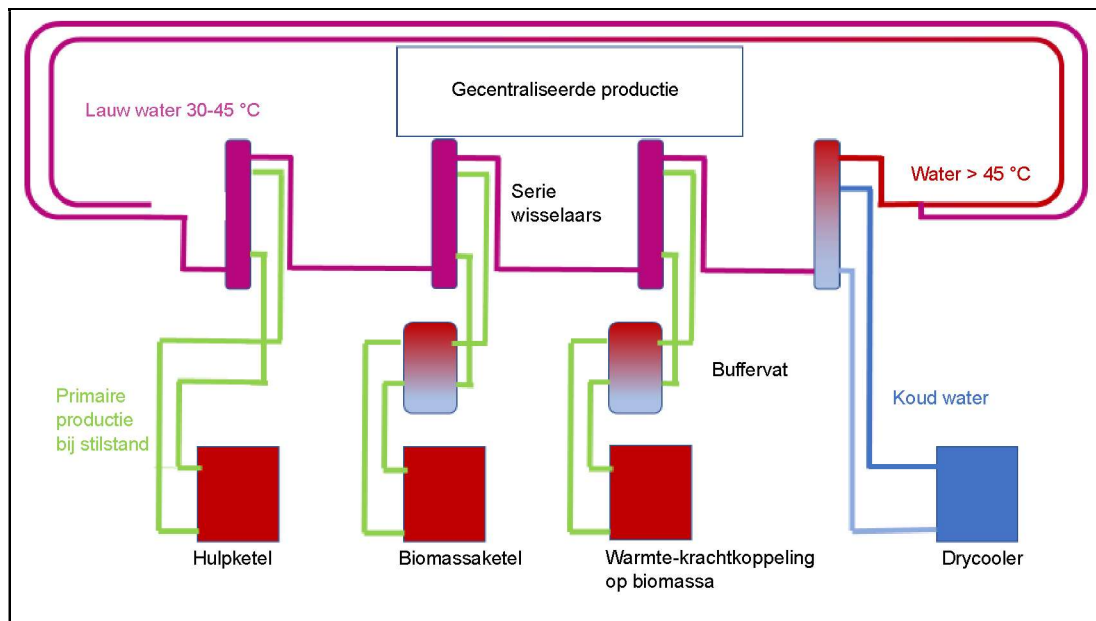 Gecentraliseerde productie
Lauw water 30-45 °C
Serie
wisselaars
Water > 45 °C
Buffervat
Primaire
productie
bij stilstand
Koud water
Hulpketel
Biomassaketel
Warmte-krachtkoppeling
op biomassa
Drycooler